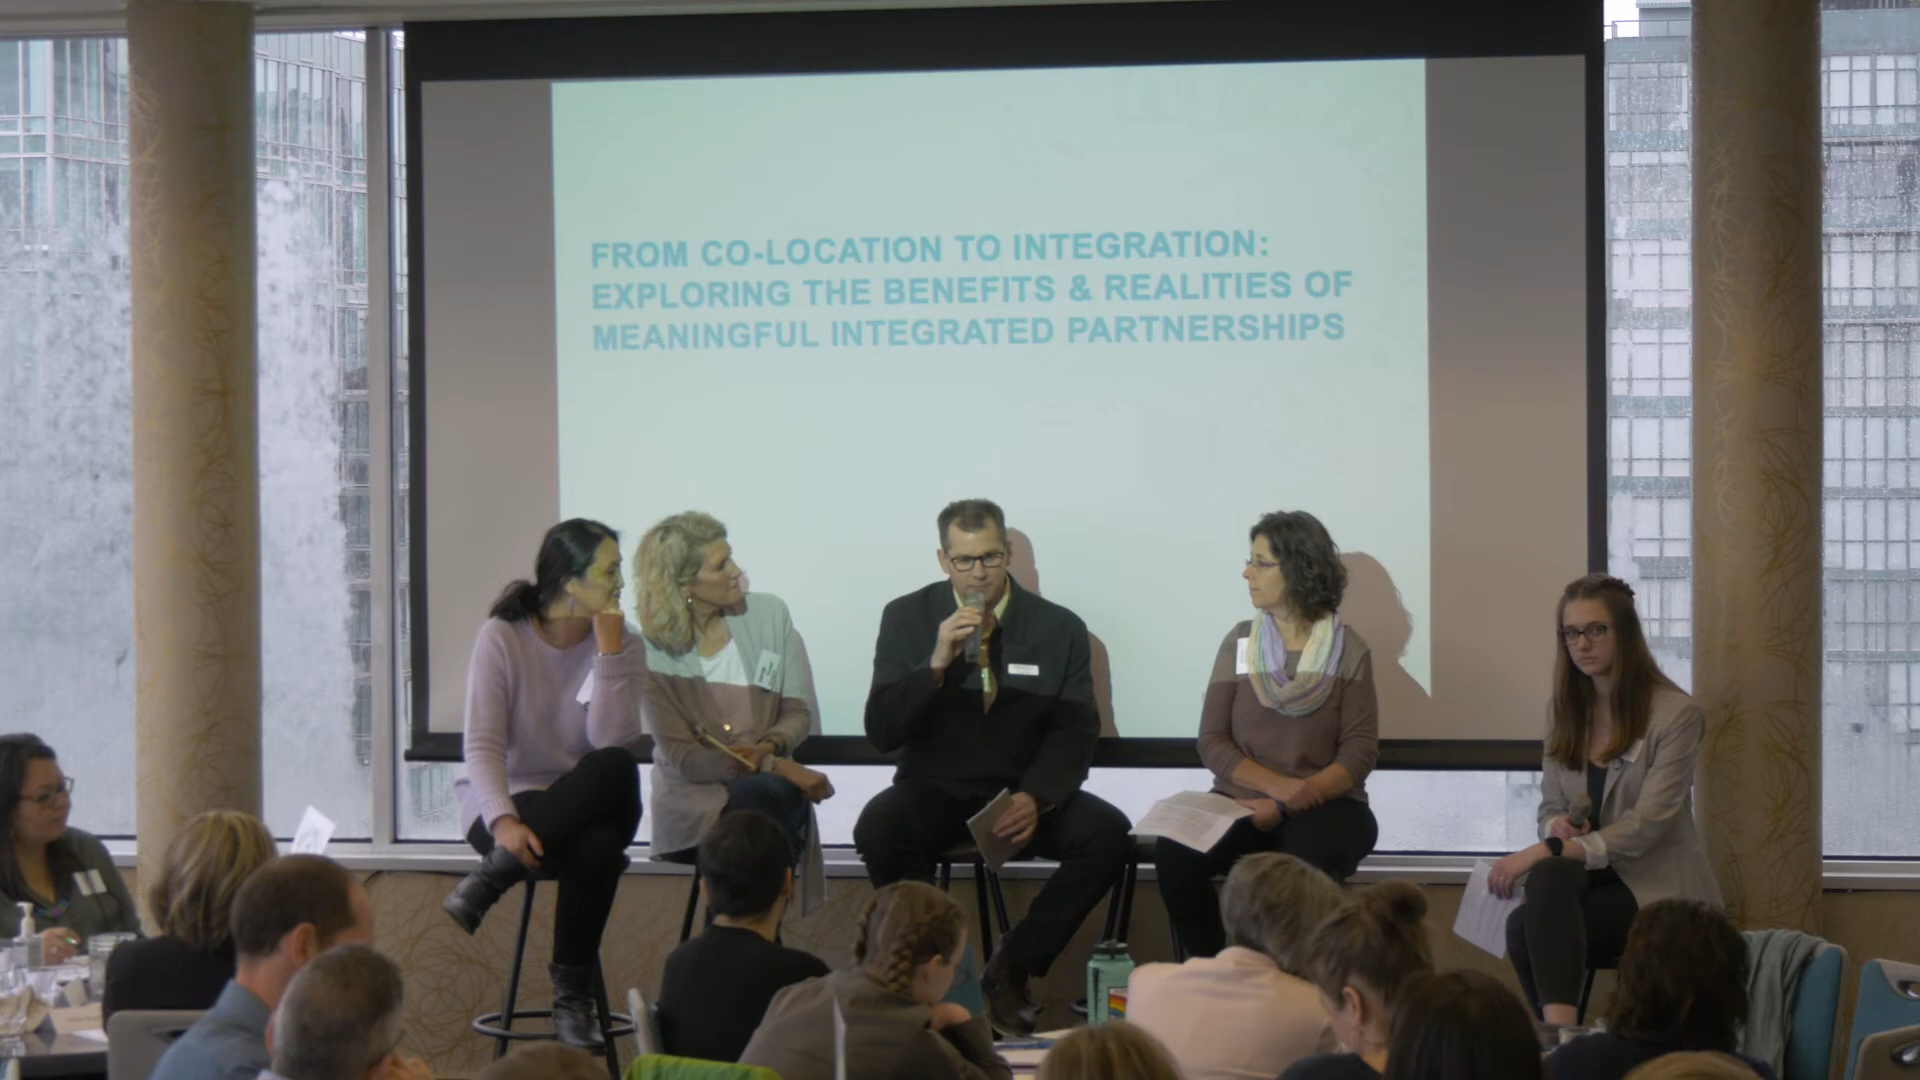 FROM CO-LOCATION TO INTEGRATION:
EXPLORING THE BENEFITS & REALITIES OF
MEANINGFUL INTEGRATED PARTNERSHIPS